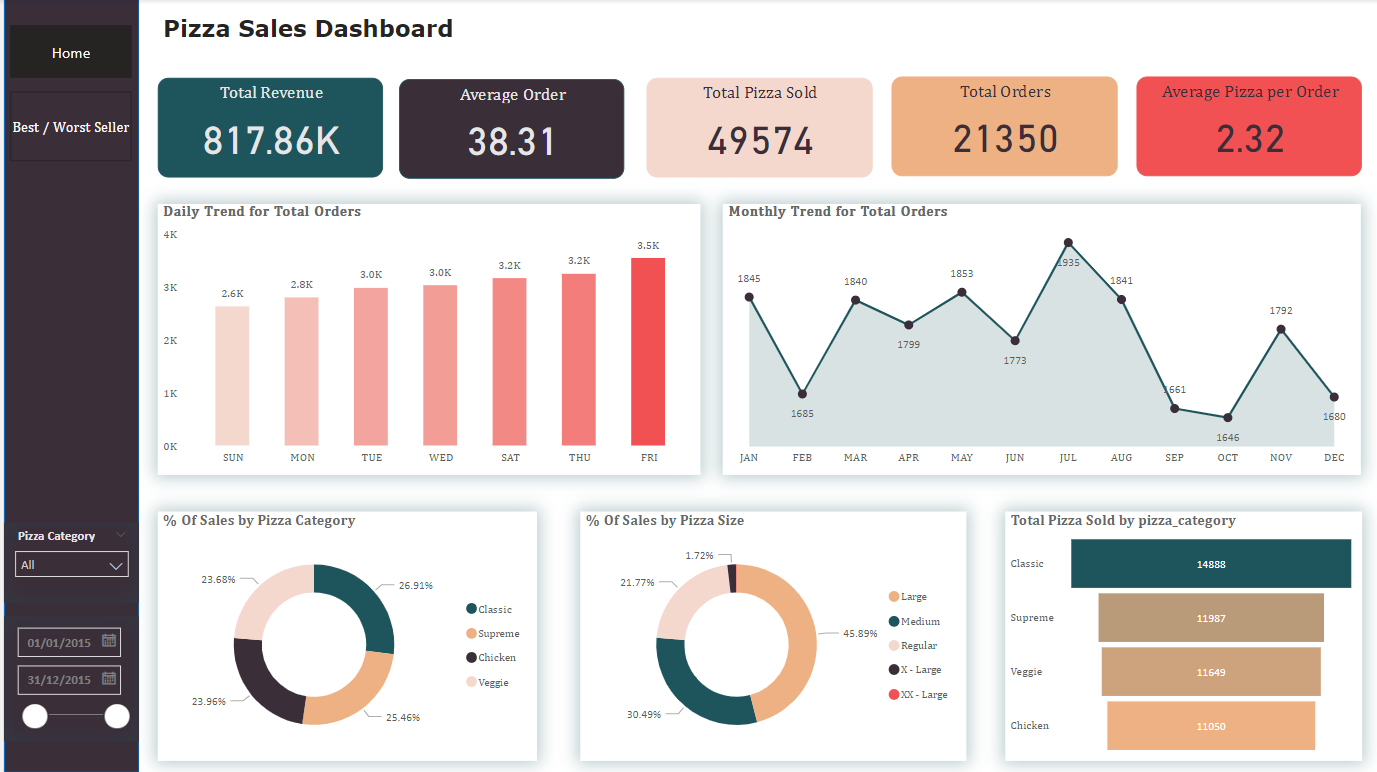 Pizza Sales Dashboard
Home
Best / Worst Seller
Total Revenue
817.86K
Average Order
38.31
Total Pizza Sold
49574
Total Orders
21350
Average Pizza per Order
2.32
Daily Trend for Total Orders
4K
3K
2K
1K
0K
2.6K
2.8K
3.0K
3.0K
3.2K
3.2K
3.5K
SUN MON TUE WED SAT THU FRI
Monthly Trend for Total Orders
1845
1685
1840
1799
1853
1773
1935
1841
1661
1646
1792
1680
JAN FEB MAR APR MAY JUN JUL AUG SEP OCT NOV DEC
Pizza Category
All
01/01/2015
31/12/2015
% Of Sales by Pizza Category
26.91%
25.46%
23.96%
23.68%
Classic
Supreme
Chicken
Veggie
% Of Sales by Pizza Size
1.72%
21.77%
45.89%
30.49%
Large
Medium
Regular
X - Large
XX - Large
Total Pizza Sold by pizza_category
Classic 14888
Supreme 11987
Veggie 11649
Chicken 11050